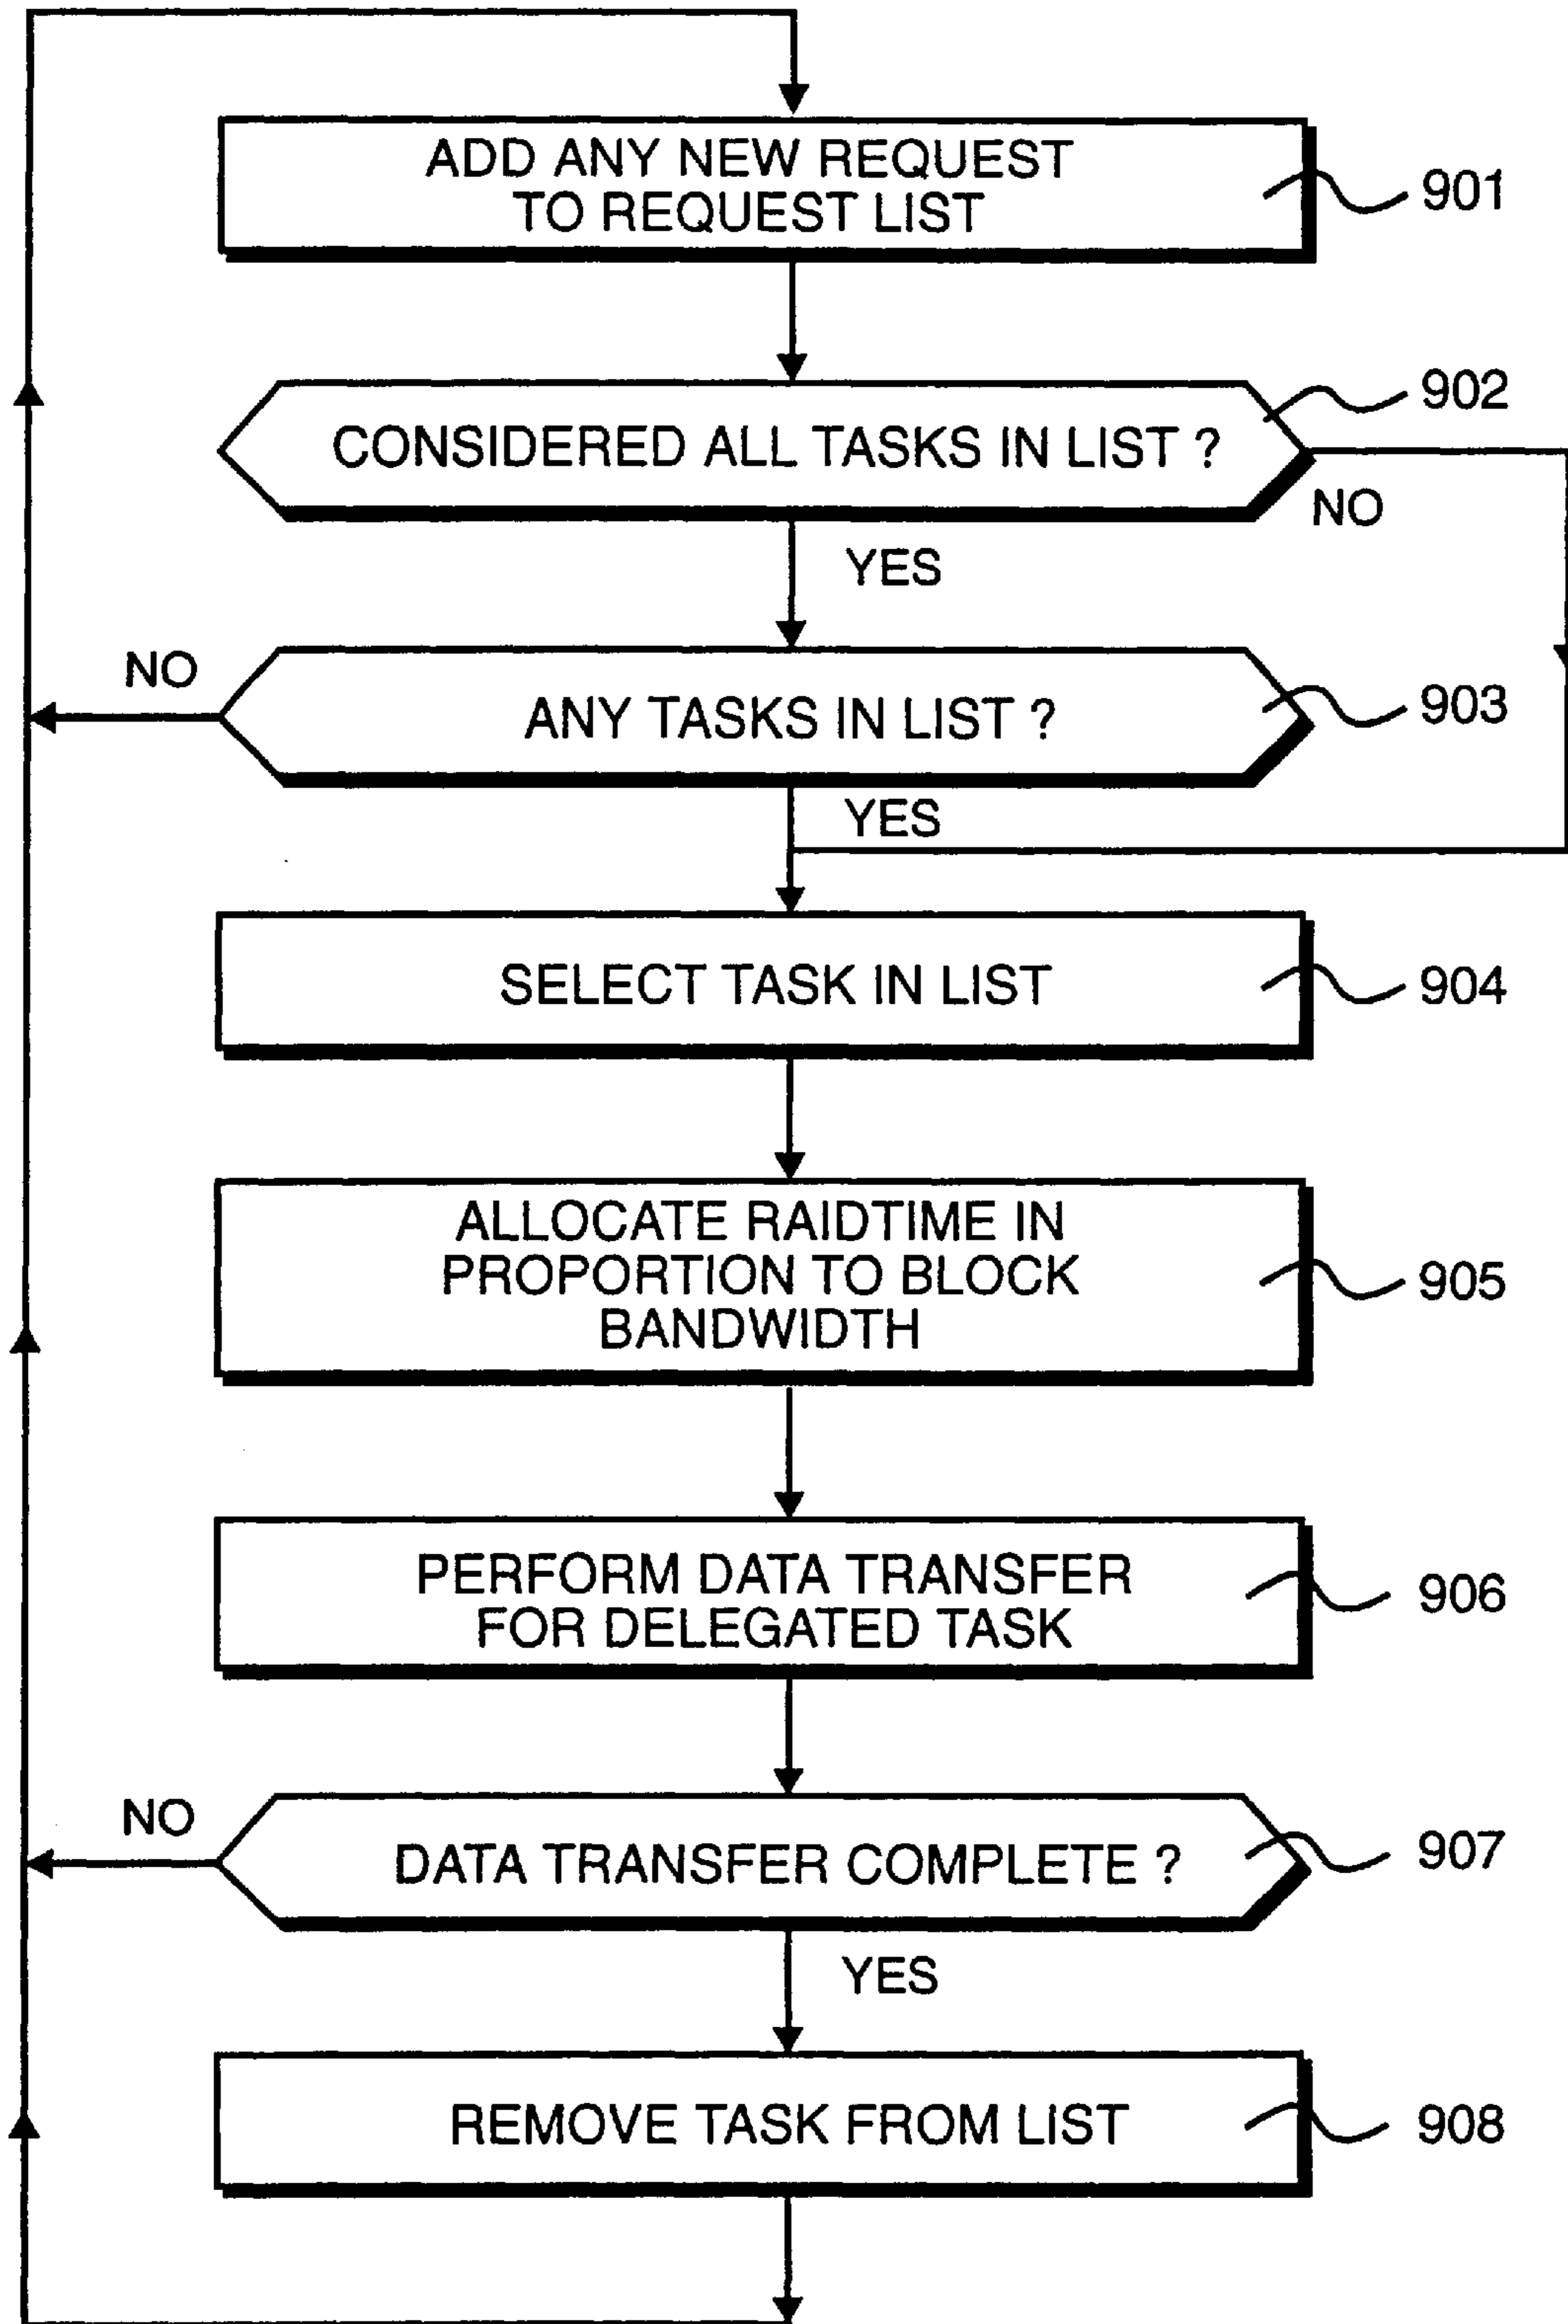 ADD ANY NEW REQUEST
TO REQUEST LIST
901
902
CONSIDERED ALL TASKS IN LIST ?
NO
YES
NO
ANY TASKS IN LIST ?
903
YES
SELECT TASK IN LIST
904
ALLOCATE RAIDTIME IN
PROPORTION TO BLOCK
BANDWIDTH
905
PERFORM DATA TRANSFER
FOR DELEGATED TASK
906
NO
DATA TRANSFER COMPLETE ?
907
YES
REMOVE TASK FROM LIST
908